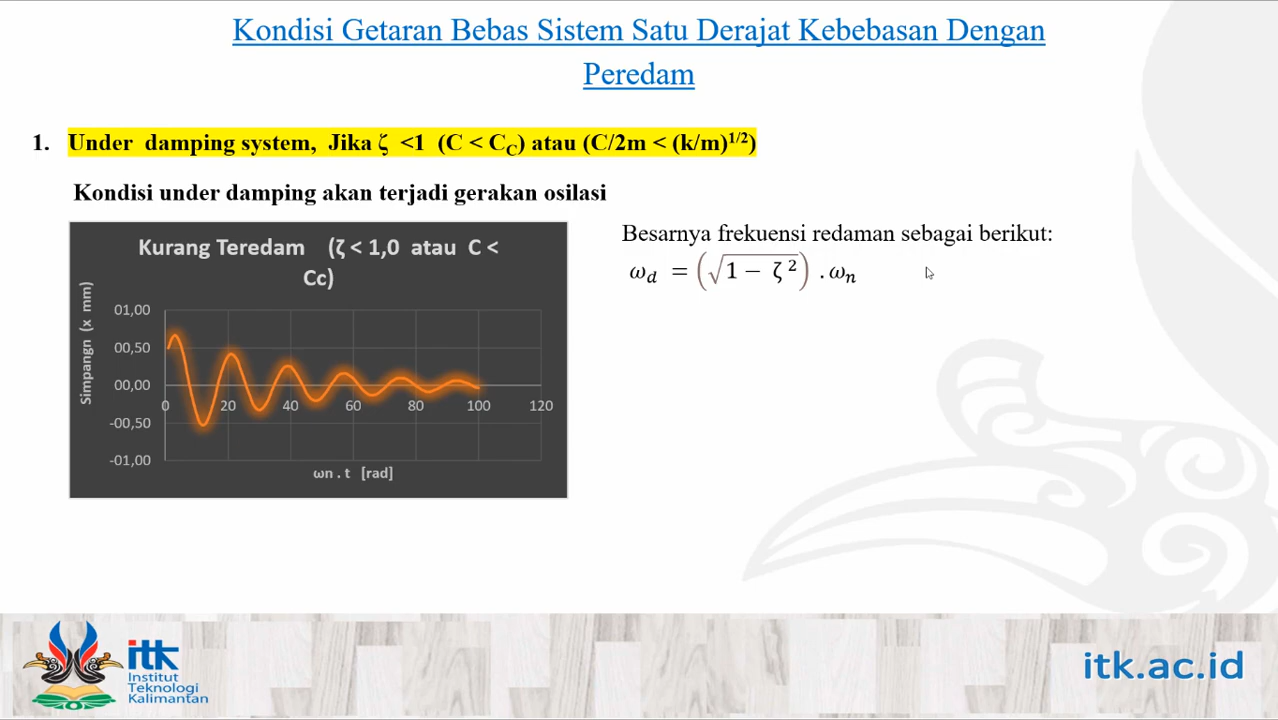 Kondisi Getaran Bebas Sistem Satu Derajat Kebebasan Dengan
Peredam
1. Under damping system, Jika ζ <1 (C < C_C) atau (C/2m < (k/m)^1/2)
Kondisi under damping akan terjadi gerakan osilasi
Kurang Teredam (ζ < 1,0 atau C <
Cc)
Simpangn (x mm)
01,00
00,50
00,00
-00,50
-01,00
0 20 40 60 80 100 120
ωn . t [rad]
Besarnya frekuensi redaman sebagai berikut:
ω_d = (√1 − ζ ²) . ω_n
itk
Institut
Teknologi
Kalimantan
itk.ac.id